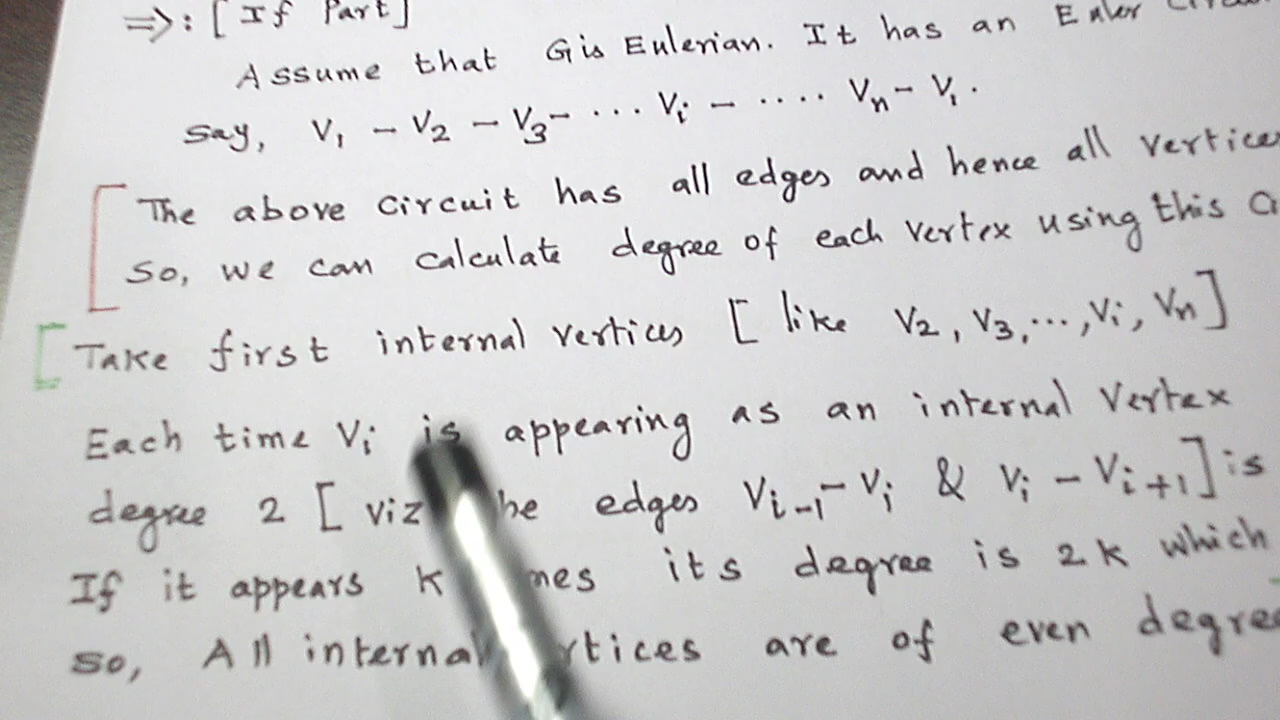 ⇒: [If Part]
Assume that G is Eulerian. It has an Euler
Say, V1 - V2 - V3 - ... Vi - .... Vn - V1.
The above circuit has all edges and hence all
So, we can calculate degree of each vertex using this
Take first internal vertices [like V2, V3, ..., Vi, Vn]
Each time Vi is appearing as an internal vertex
degree 2 [viz edges Vi-1 - Vi & Vi - Vi+1] is
If it appears K its degree is 2K which
So, All are of even